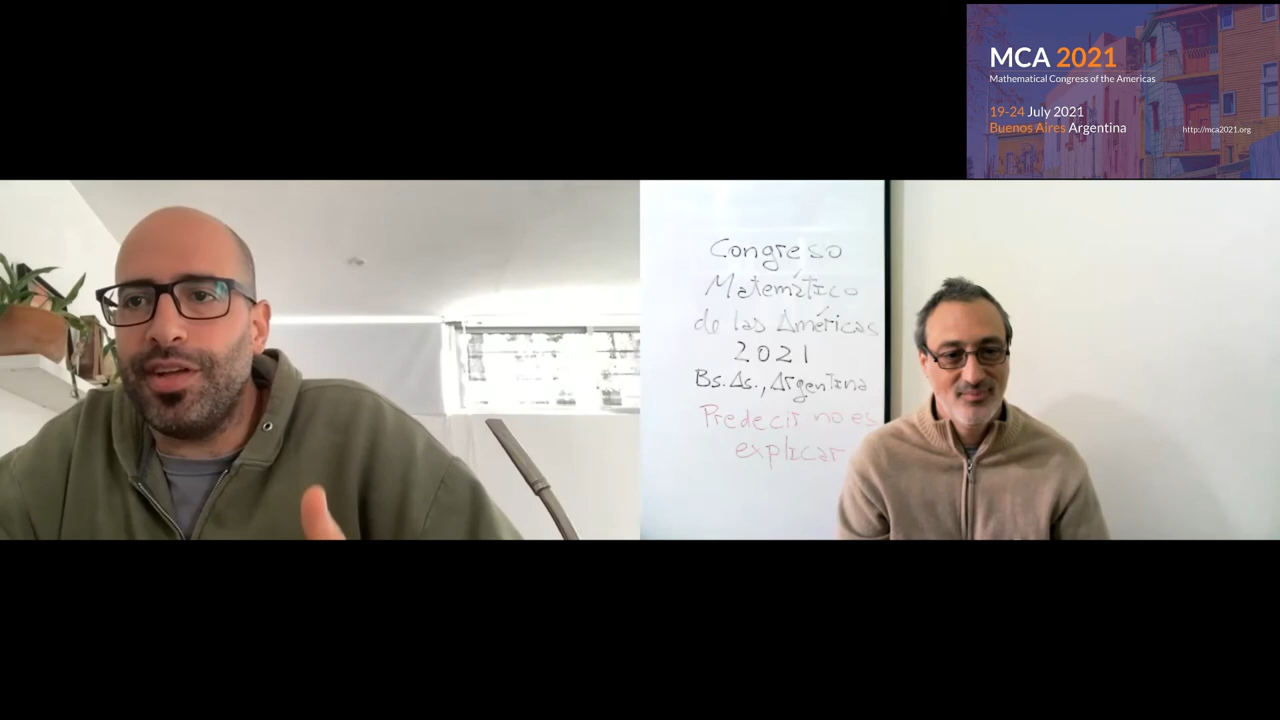 MCA 2021
Mathematical Congress of the Americas
19-24 July 2021
Buenos Aires Argentina
http://mca2021.org
Congreso
Matemático
de las Américas
2021
Bs. As., Argentina
Predecir no es
explicar